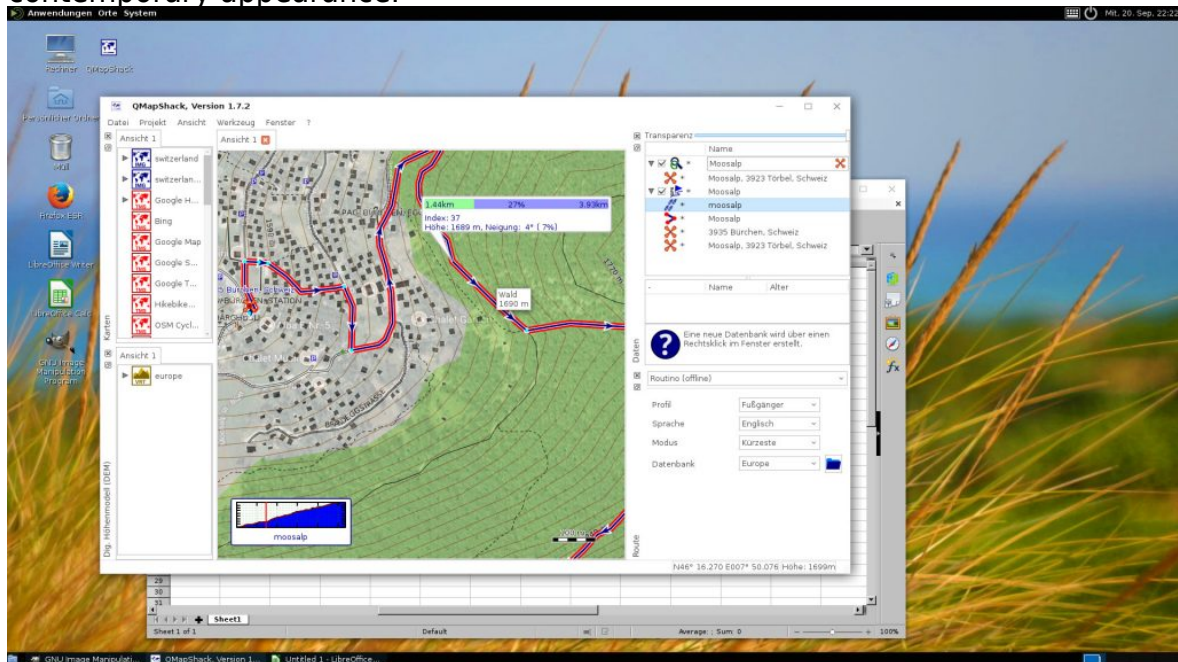 Anwendungen Orte System
Mit. 20. Sep. 22:22
Rechner
QMapShack
Persönlicher Ordner
Müll
Firefox ESR
LibreOffice Writer
LibreOffice Calc
GNU Image
Manipulation
Program
QMapShack, Version 1.7.2
Datei Projekt Ansicht Werkzeug Fenster ?
Ansicht 1
switzerland
switzerlan...
Google H...
Bing
Google Map
Google S...
Google T...
Hikebike...
OSM Cycl...
Karten
Ansicht 1
europe
Dig. Höhenmodell (DEM)
Ansicht 1
1.44km 27% 3.93km
Index: 37
Höhe: 1689 m, Neigung: 4° ( 7%)
Wald
1690 m
1770 m
moosalp
Transparenz
Name
Moosalp
Moosalp, 3923 Törbel, Schweiz
Moosalp
moosalp
Moosalp
3935 Bürchen, Schweiz
Moosalp, 3923 Törbel, Schweiz
- Name Alter
Eine neue Datenbank wird über einen
Rechtsklick im Fenster erstellt.
Daten
Routino (offline)
Profil Fußgänger
Sprache Englisch
Modus Kürzeste
Datenbank Europe
Route
N46° 16.270 E007° 50.076 Höhe: 1699m
29
30
31
Sheet1
Sheet 1 of 1
Default
Average: ; Sum: 0
100%
GNU Image Manipulati...
QMapShack, Version 1...
Untitled 1 - LibreOffice...